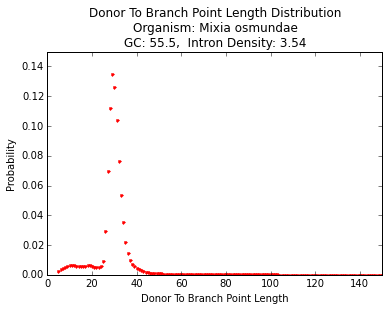 Donor To Branch Point Length Distribution
Organism: Mixia osmundae
GC: 55.5,  Intron Density: 3.54
0.14
0.12
0.10
0.08
0.06
0.04
0.02
0.00
Probability
0 20 40 60 80 100 120 140
Donor To Branch Point Length